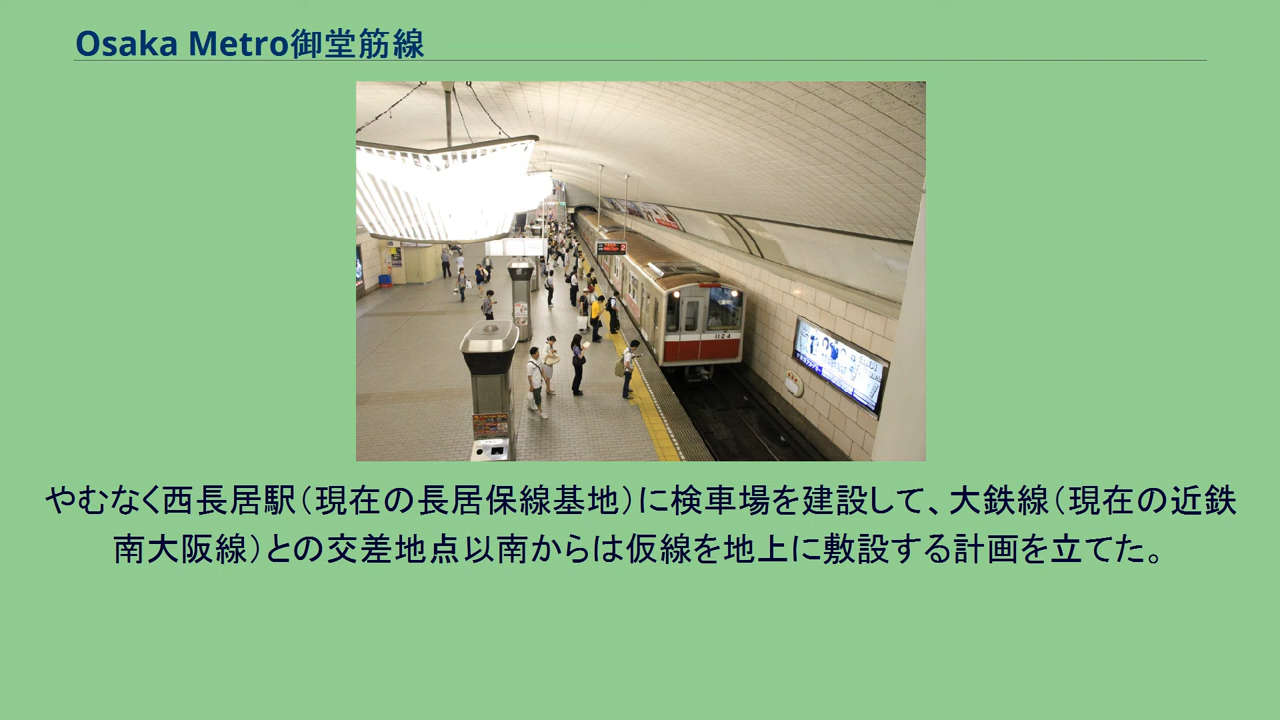 Osaka Metro御堂筋線
2
1124
やむなく西長居駅（現在の長居保線基地）に検車場を建設して、大鉄線（現在の近鉄
南大阪線）との交差地点以南からは仮線を地上に敷設する計画を立てた。